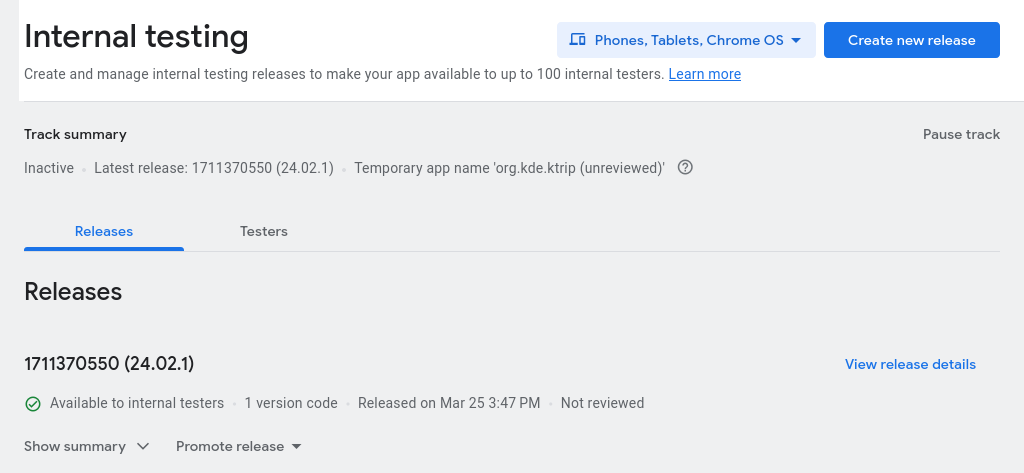 Internal testing
Phones, Tablets, Chrome OS
Create new release
Create and manage internal testing releases to make your app available to up to 100 internal testers. Learn more
Track summary
Pause track
Inactive • Latest release: 1711370550 (24.02.1) • Temporary app name 'org.kde.ktrip (unreviewed)'
Releases
Testers
Releases
1711370550 (24.02.1)
View release details
Available to internal testers • 1 version code • Released on Mar 25 3:47 PM • Not reviewed
Show summary
Promote release